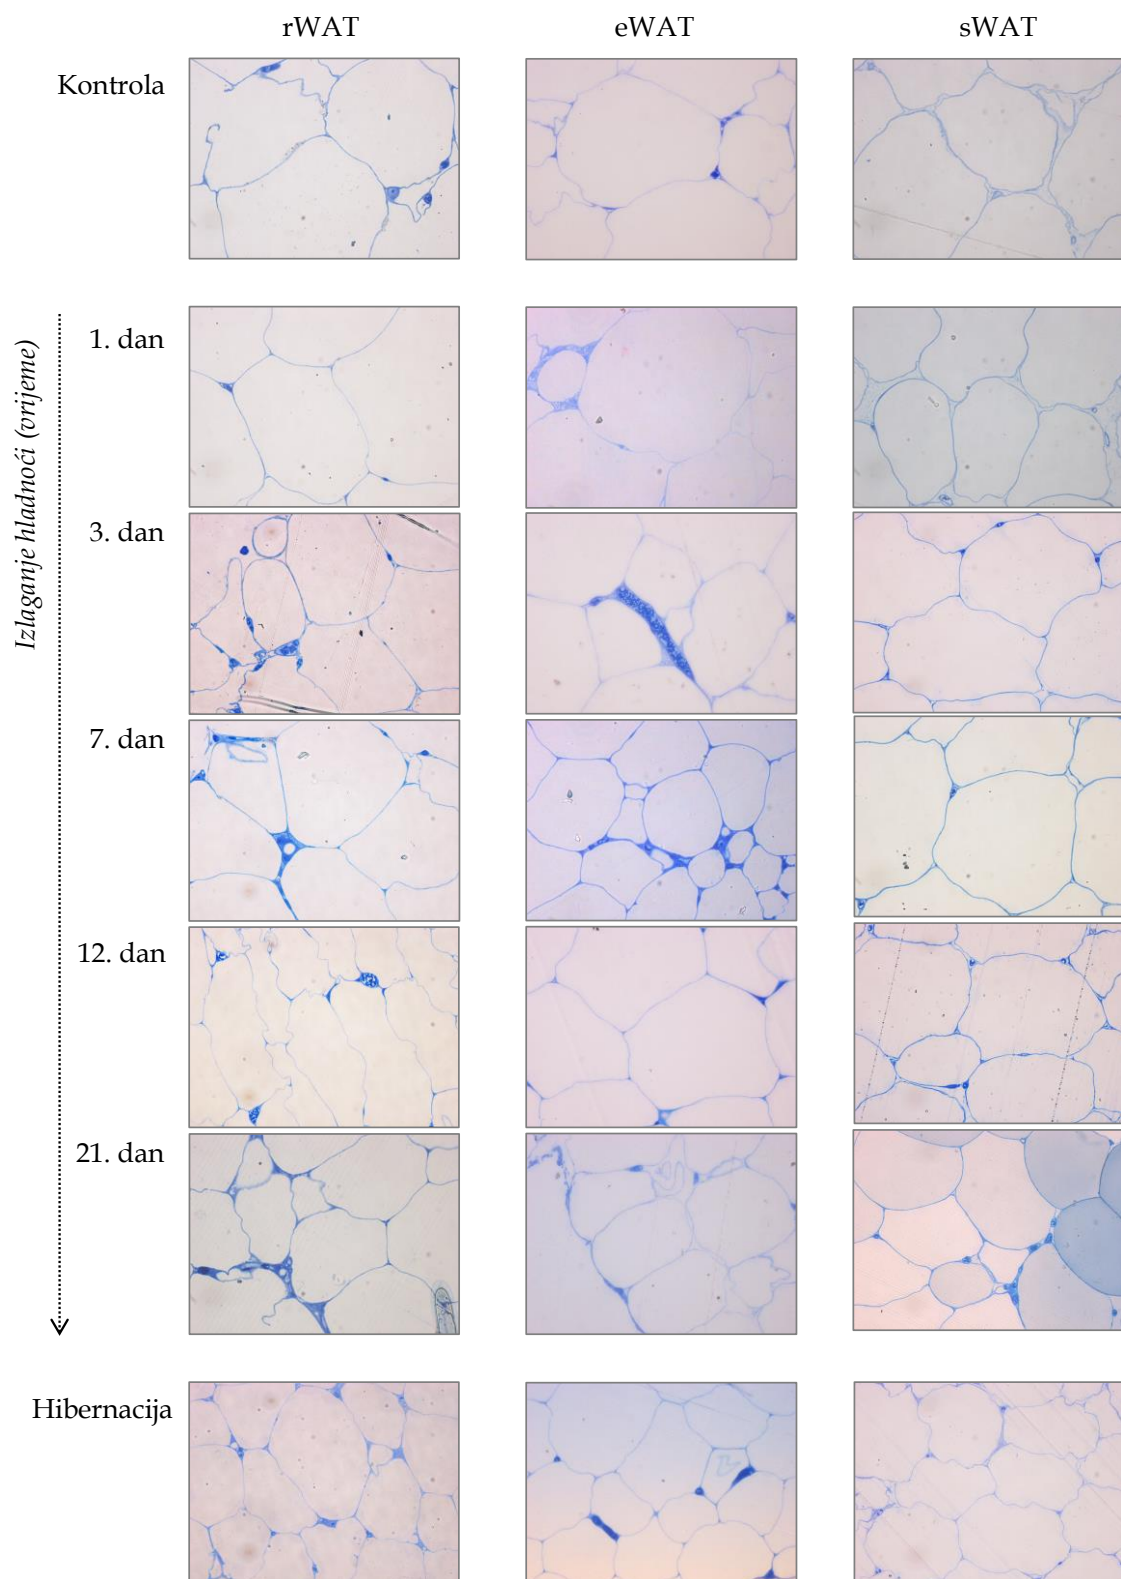 rWAT eWAT sWAT
Kontrola
Izlaganje hladnoći (vrijeme)
1. dan
3. dan
7. dan
12. dan
21. dan
Hibernacija